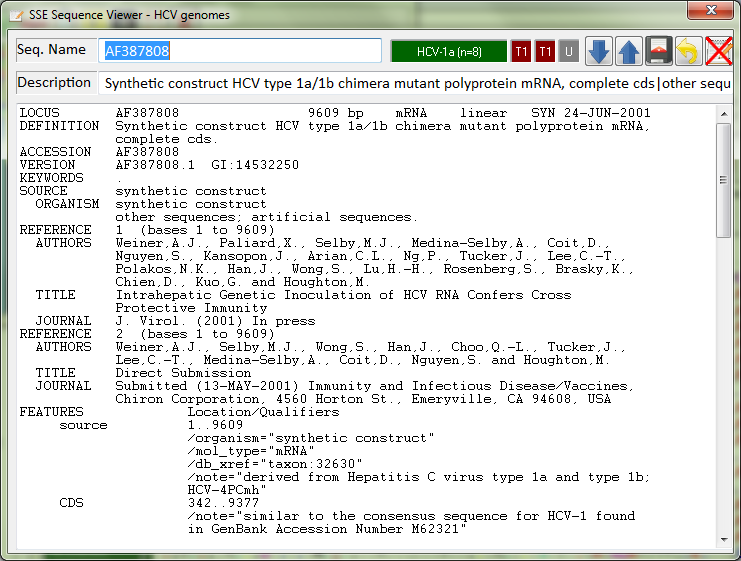 SSE Sequence Viewer - HCV genomes
Seq. Name AF387808 HCV-1a (n=8) T1 T1 U
Description Synthetic construct HCV type 1a/1b chimera mutant polyprotein mRNA, complete cds|other sequ
LOCUS AF387808 9609 bp mRNA linear SYN 24-JUN-2001
DEFINITION Synthetic construct HCV type 1a/1b chimera mutant polyprotein mRNA,
complete cds.
ACCESSION AF387808
VERSION AF387808.1 GI:14532250
KEYWORDS .
SOURCE synthetic construct
ORGANISM synthetic construct
other sequences; artificial sequences.
REFERENCE 1 (bases 1 to 9609)
AUTHORS Weiner,A.J., Paliard,X., Selby,M.J., Medina-Selby,A., Coit,D.,
Nguyen,S., Kansopon,J., Arian,C.L., Ng,P., Tucker,J., Lee,C.-T.,
Polakos,N.K., Han,J., Wong,S., Lu,H.-H., Rosenberg,S., Brasky,K.,
Chien,D., Kuo,G. and Houghton,M.
TITLE Intrahepatic Genetic Inoculation of HCV RNA Confers Cross
Protective Immunity
JOURNAL J. Virol. (2001) In press
REFERENCE 2 (bases 1 to 9609)
AUTHORS Weiner,A.J., Selby,M.J., Wong,S., Han,J., Choo,Q.-L., Tucker,J.,
Lee,C.-T., Medina-Selby,A., Coit,D., Nguyen,S. and Houghton,M.
TITLE Direct Submission
JOURNAL Submitted (13-MAY-2001) Immunity and Infectious Disease/Vaccines,
Chiron Corporation, 4560 Horton St., Emeryville, CA 94608, USA
FEATURES Location/Qualifiers
source 1..9609
/organism="synthetic construct"
/mol_type="mRNA"
/db_xref="taxon:32630"
/note="derived from Hepatitis C virus type 1a and type 1b;
HCV-4PCmh"
CDS 342..9377
/note="similar to the consensus sequence for HCV-1 found
in GenBank Accession Number M62321"